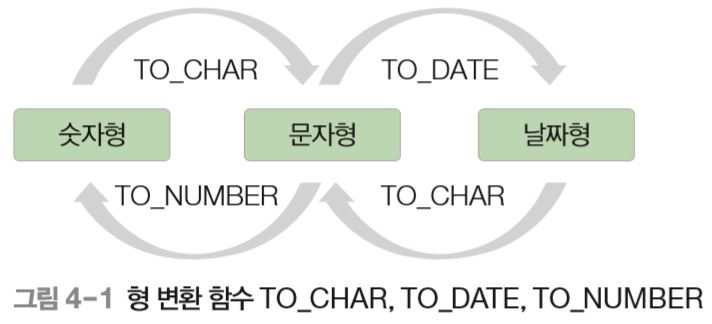 TO_CHAR TO_DATE
숫자형 문자형 날짜형
TO_NUMBER TO_CHAR
그림 4-1 형 변환 함수 TO_CHAR, TO_DATE, TO_NUMBER